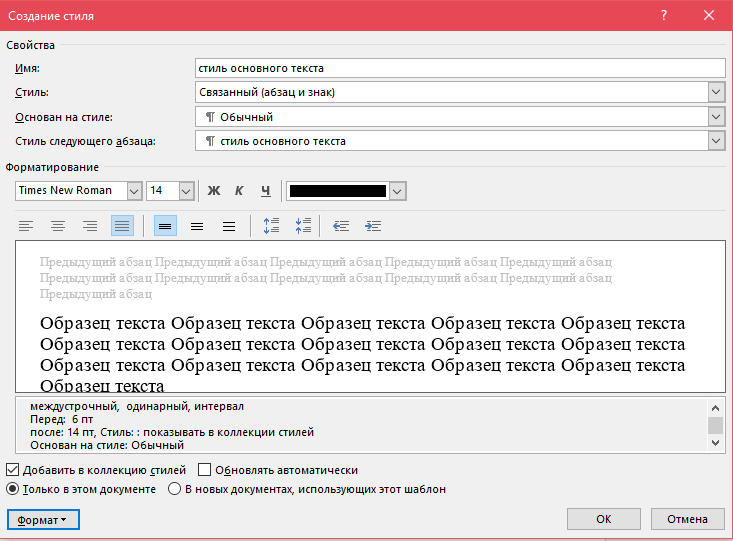 Создание стиля ?
Свойства
Имя: стиль основного текста
Стиль: Связанный (абзац и знак)
Основан на стиле: ¶ Обычный
Стиль следующего абзаца: ¶ стиль основного текста
Форматирование
Times New Roman 14 Ж К Ч
Предыдущий абзац Предыдущий абзац Предыдущий абзац Предыдущий абзац Предыдущий абзац
Предыдущий абзац Предыдущий абзац Предыдущий абзац Предыдущий абзац Предыдущий абзац
Предыдущий абзац
Образец текста Образец текста Образец текста Образец текста Образец текста
Образец текста Образец текста Образец текста Образец текста Образец текста
Образец текста Образец текста Образец текста Образец текста Образец текста
Образец текста
междустрочный, одинарный, интервал
Перед: 6 пт
после: 14 пт, Стиль: : показывать в коллекции стилей
Основан на стиле: Обычный
Добавить в коллекцию стилей Обновлять автоматически
Только в этом документе В новых документах, использующих этот шаблон
Формат ОК Отмена